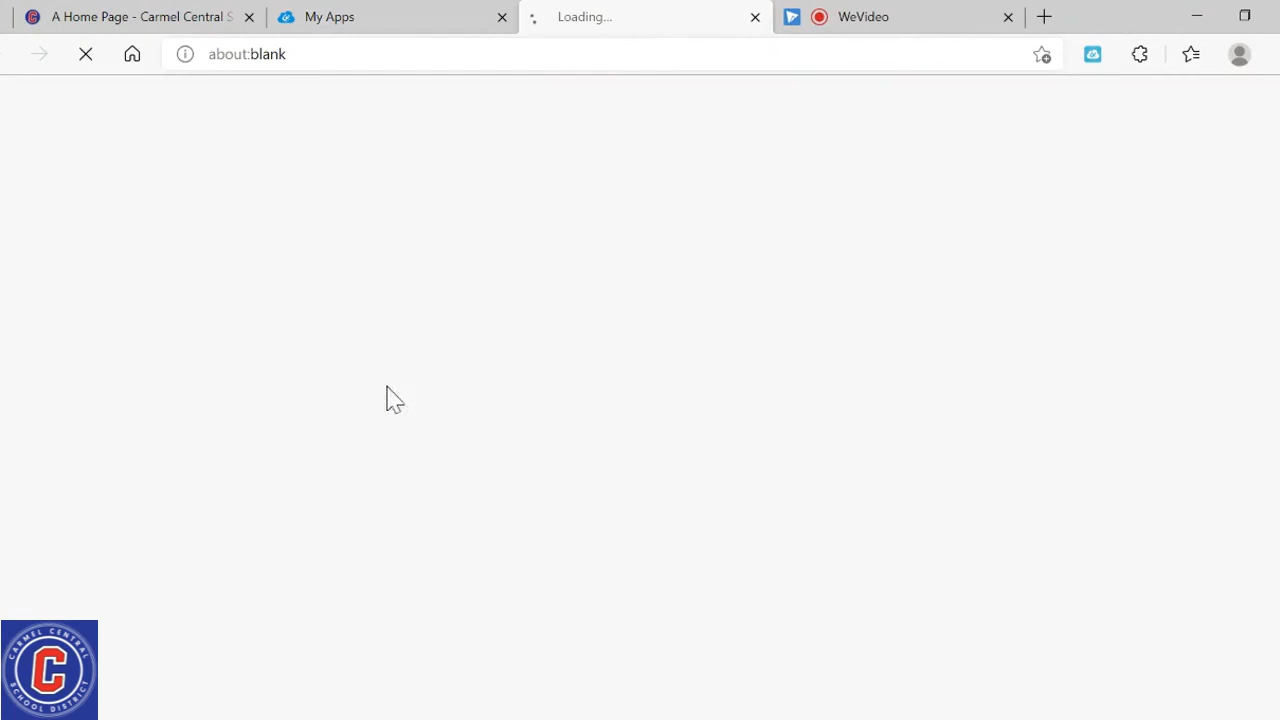 A Home Page - Carmel Central S
My Apps
Loading...
WeVideo
about:blank
CARMEL CENTRAL
C
SCHOOL DISTRICT